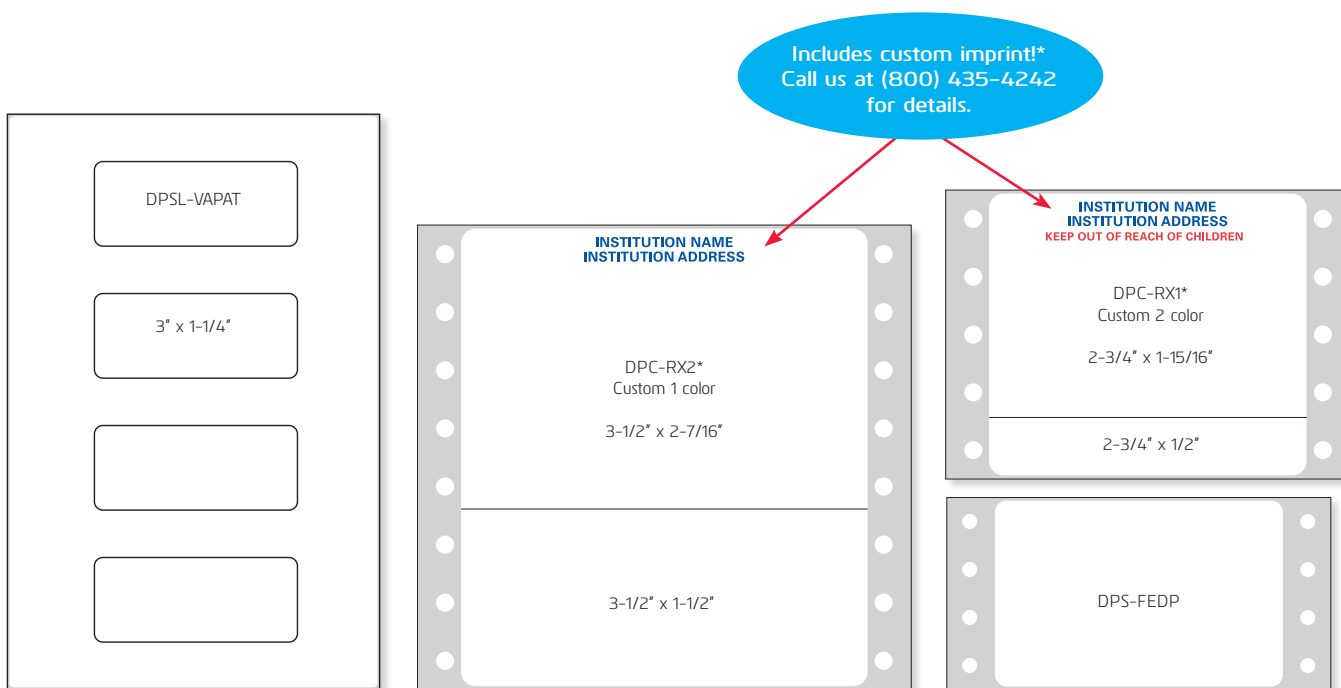 Includes custom imprint!*
Call us at (800) 435-4242
for details.
DPSL-VAPAT
3" x 1-1/4"
INSTITUTION NAME
INSTITUTION ADDRESS
DPC-RX2*
Custom 1 color
3-1/2" x 2-7/16"
3-1/2" x 1-1/2"
INSTITUTION NAME
INSTITUTION ADDRESS
KEEP OUT OF REACH OF CHILDREN
DPC-RX1*
Custom 2 color
2-3/4" x 1-15/16"
2-3/4" x 1/2"
DPS-FEDP